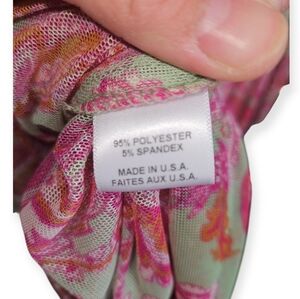 95% POLYESTER
5% SPANDEX
MADE IN U.S.A.
FAITES AUX U.S.A.